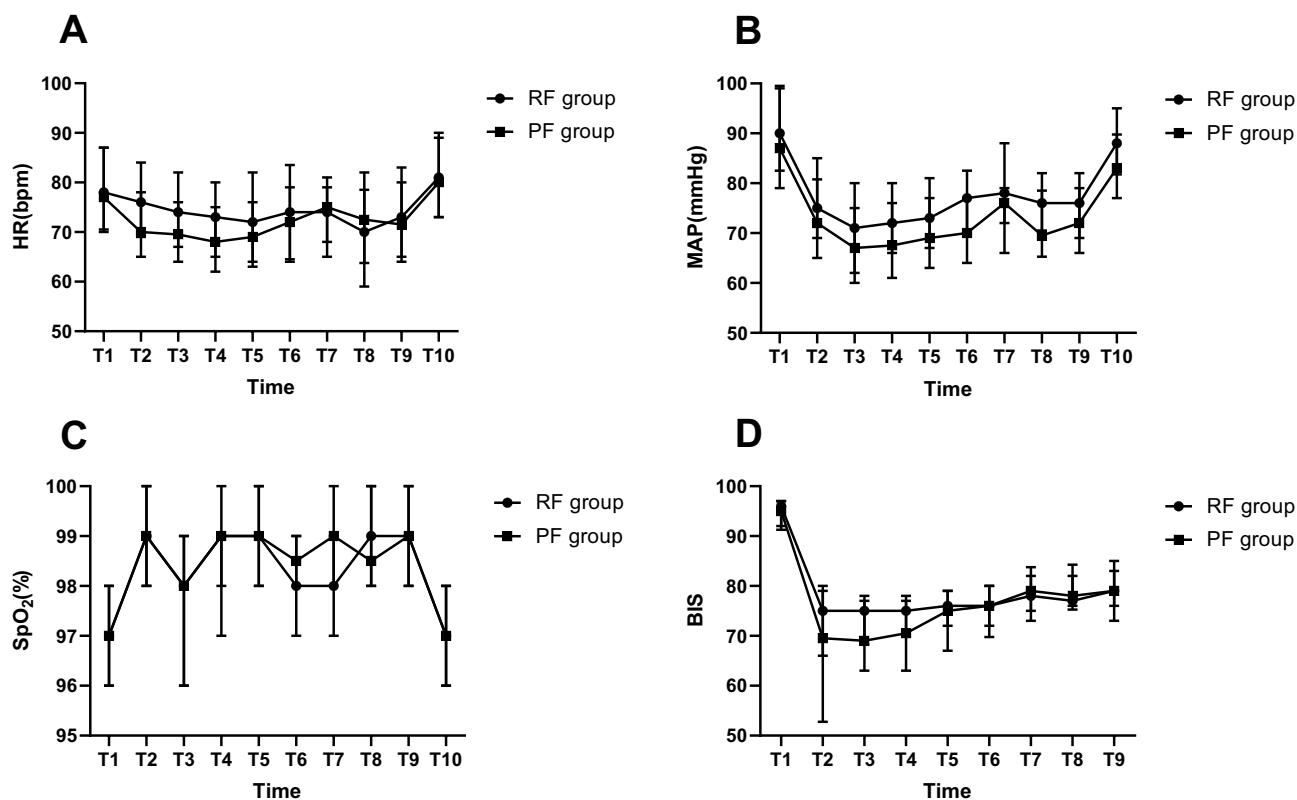 A
HR(bpm)
100
90
80
70
60
50
T1 T2 T3 T4 T5 T6 T7 T8 T9 T10
Time
RF group
PF group
B
MAP(mmHg)
100
90
80
70
60
50
T1 T2 T3 T4 T5 T6 T7 T8 T9 T10
Time
RF group
PF group
C
SpO₂(%)
100
99
98
97
96
95
T1 T2 T3 T4 T5 T6 T7 T8 T9 T10
Time
RF group
PF group
D
BIS
100
90
80
70
60
50
T1 T2 T3 T4 T5 T6 T7 T8 T9
Time
RF group
PF group